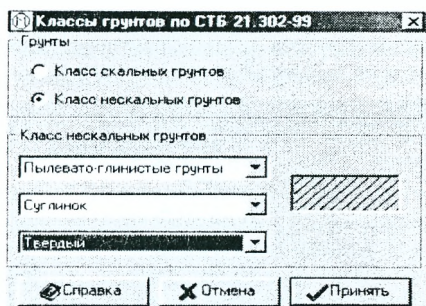 Классы грунтов по СТБ 21.302-99
Грунты
Класс скальных грунтов
Класс нескальных грунтов
Класс нескальных грунтов
Пылевато-глинистые грунты
Суглинок
Твердый
Справка Отмена Принять